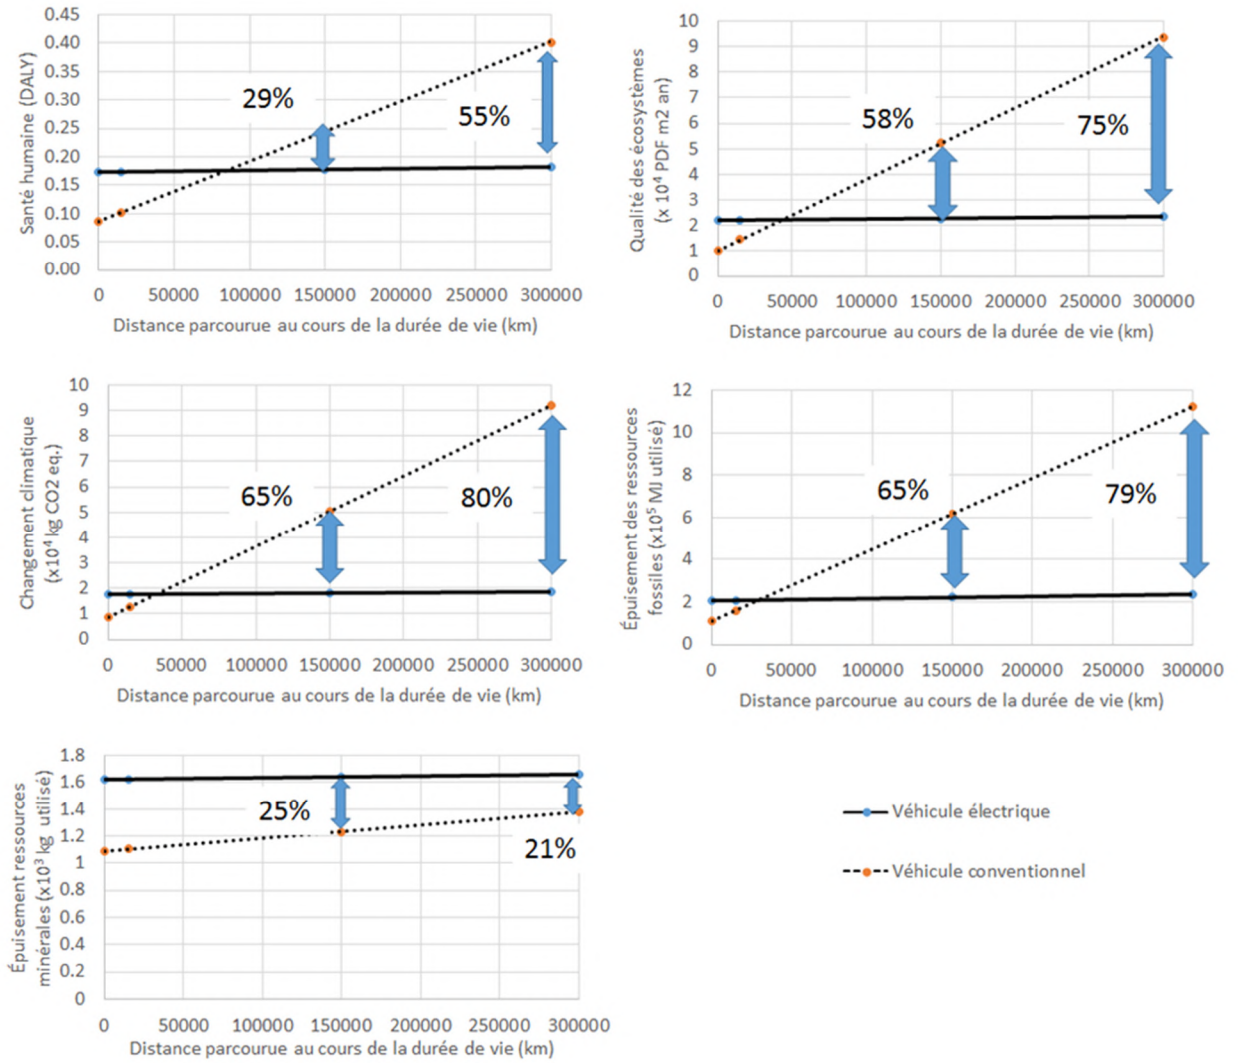 Santé humaine (DALY)
0.45
0.40
0.35
0.30
0.25
0.20
0.15
0.10
0.05
0.00
29%
55%
0 50000 100000 150000 200000 250000 300000
Distance parcourue au cours de la durée de vie (km)
Qualité des écosystèmes
(x 10⁴ PDF m2 an)
10
9
8
7
6
5
4
3
2
1
0
58%
75%
0 50000 100000 150000 200000 250000 300000
Distance parcourue au cours de la durée de vie (km)
Changement climatique
(x10⁴ kg CO2 eq.)
10
9
8
7
6
5
4
3
2
1
0
65%
80%
0 50000 100000 150000 200000 250000 300000
Distance parcourue au cours de la durée de vie (km)
Épuisement des ressources
fossiles (x10⁵ MJ utilisé)
12
10
8
6
4
2
0
65%
79%
0 50000 100000 150000 200000 250000 300000
Distance parcourue au cours de la durée de vie (km)
Épuisement ressources
minérales (x10³ kg utilisé)
1.8
1.6
1.4
1.2
1
0.8
0.6
0.4
0.2
0
25%
21%
0 50000 100000 150000 200000 250000 300000
Distance parcourue au cours de la durée de vie (km)
Véhicule électrique
Véhicule conventionnel